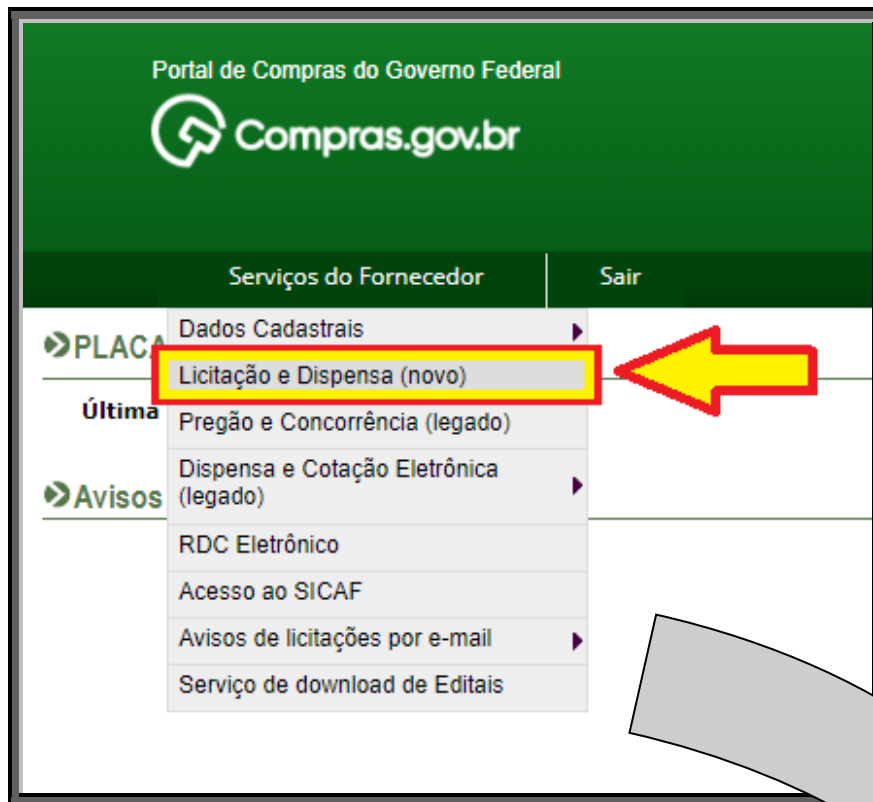 Portal de Compras do Governo Federal
Compras.gov.br
Serviços do Fornecedor
Sair
PLACA
Última
Avisos
Dados Cadastrais
Licitação e Dispensa (novo)
Pregão e Concorrência (legado)
Dispensa e Cotação Eletrônica
(legado)
RDC Eletrônico
Acesso ao SICAF
Avisos de licitações por e-mail
Serviço de download de Editais